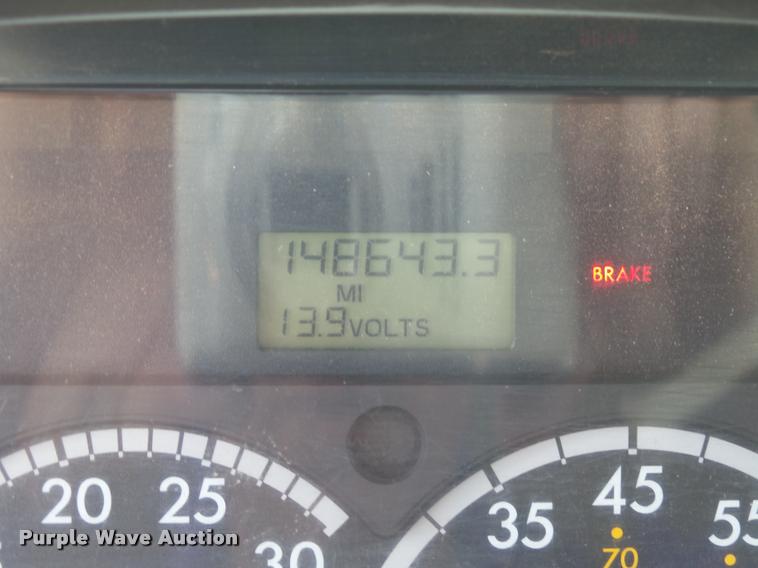 148643.3
MI
13.9VOLTS
BRAKE
20 25 30
35 45 55
70
Purple Wave Auction